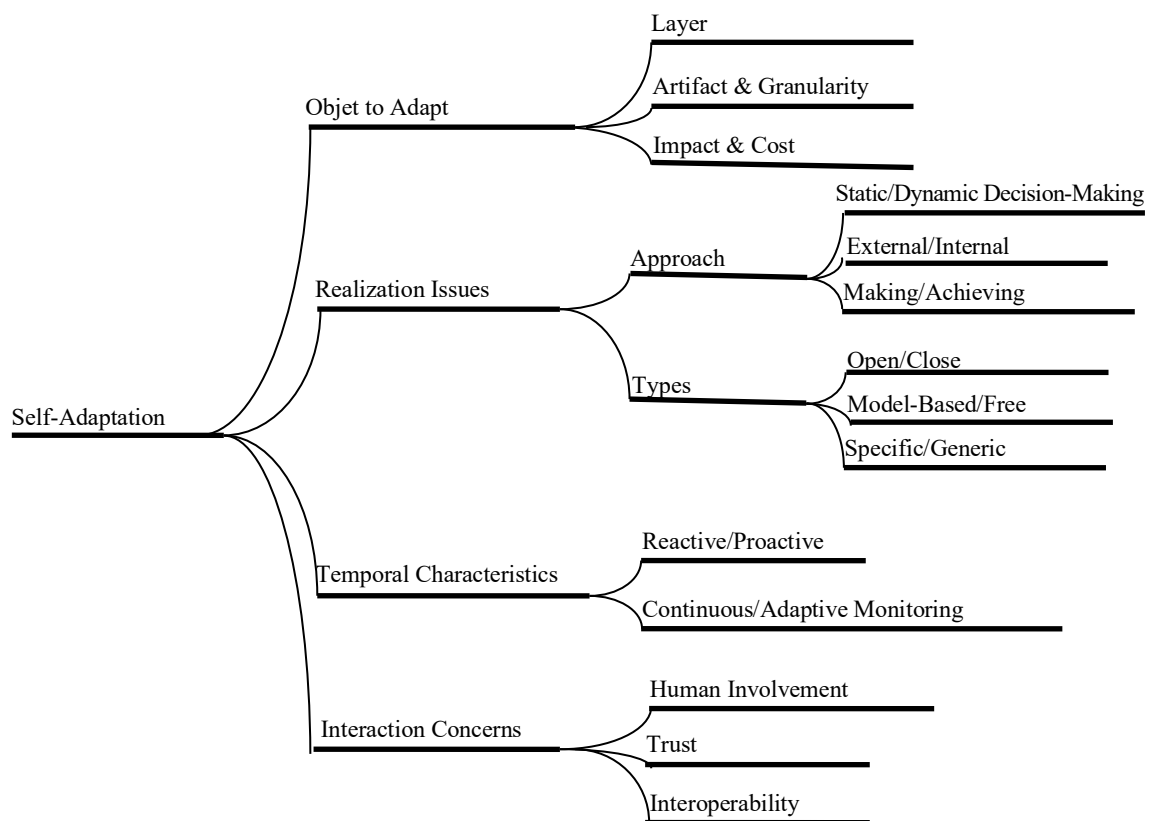 Layer
Artifact & Granularity
Objet to Adapt
Impact & Cost
Static/Dynamic Decision-Making
External/Internal
Approach
Realization Issues
Making/Achieving
Open/Close
Types
Model-Based/Free
Self-Adaptation
Specific/Generic
Reactive/Proactive
Temporal Characteristics
Continuous/Adaptive Monitoring
Human Involvement
Interaction Concerns
Trust
Interoperability